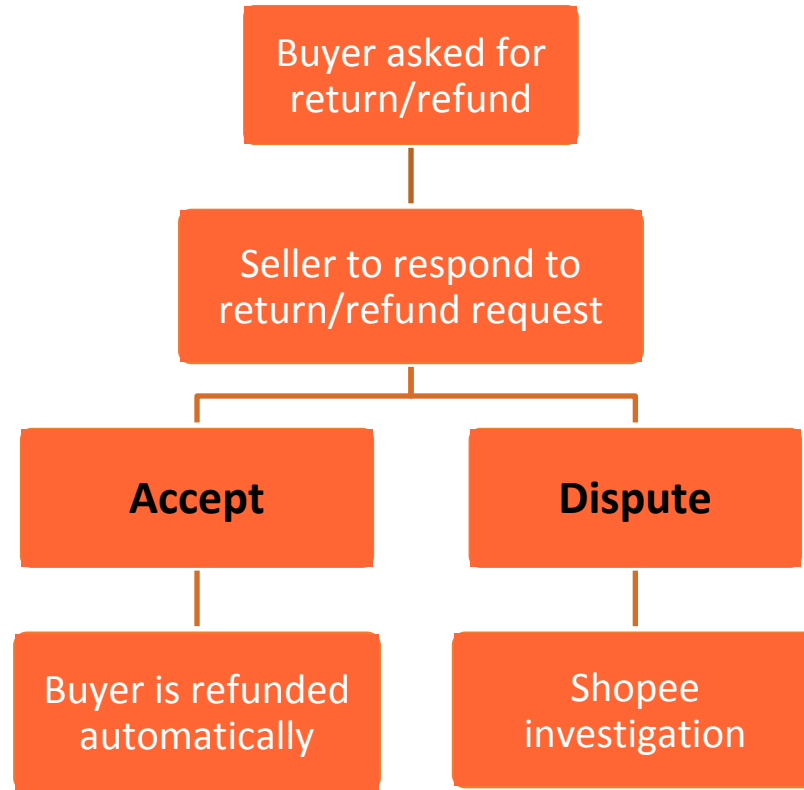 Buyer asked for
return/refund
Seller to respond to
return/refund request
Accept
Dispute
Buyer is refunded
automatically
Shopee
investigation